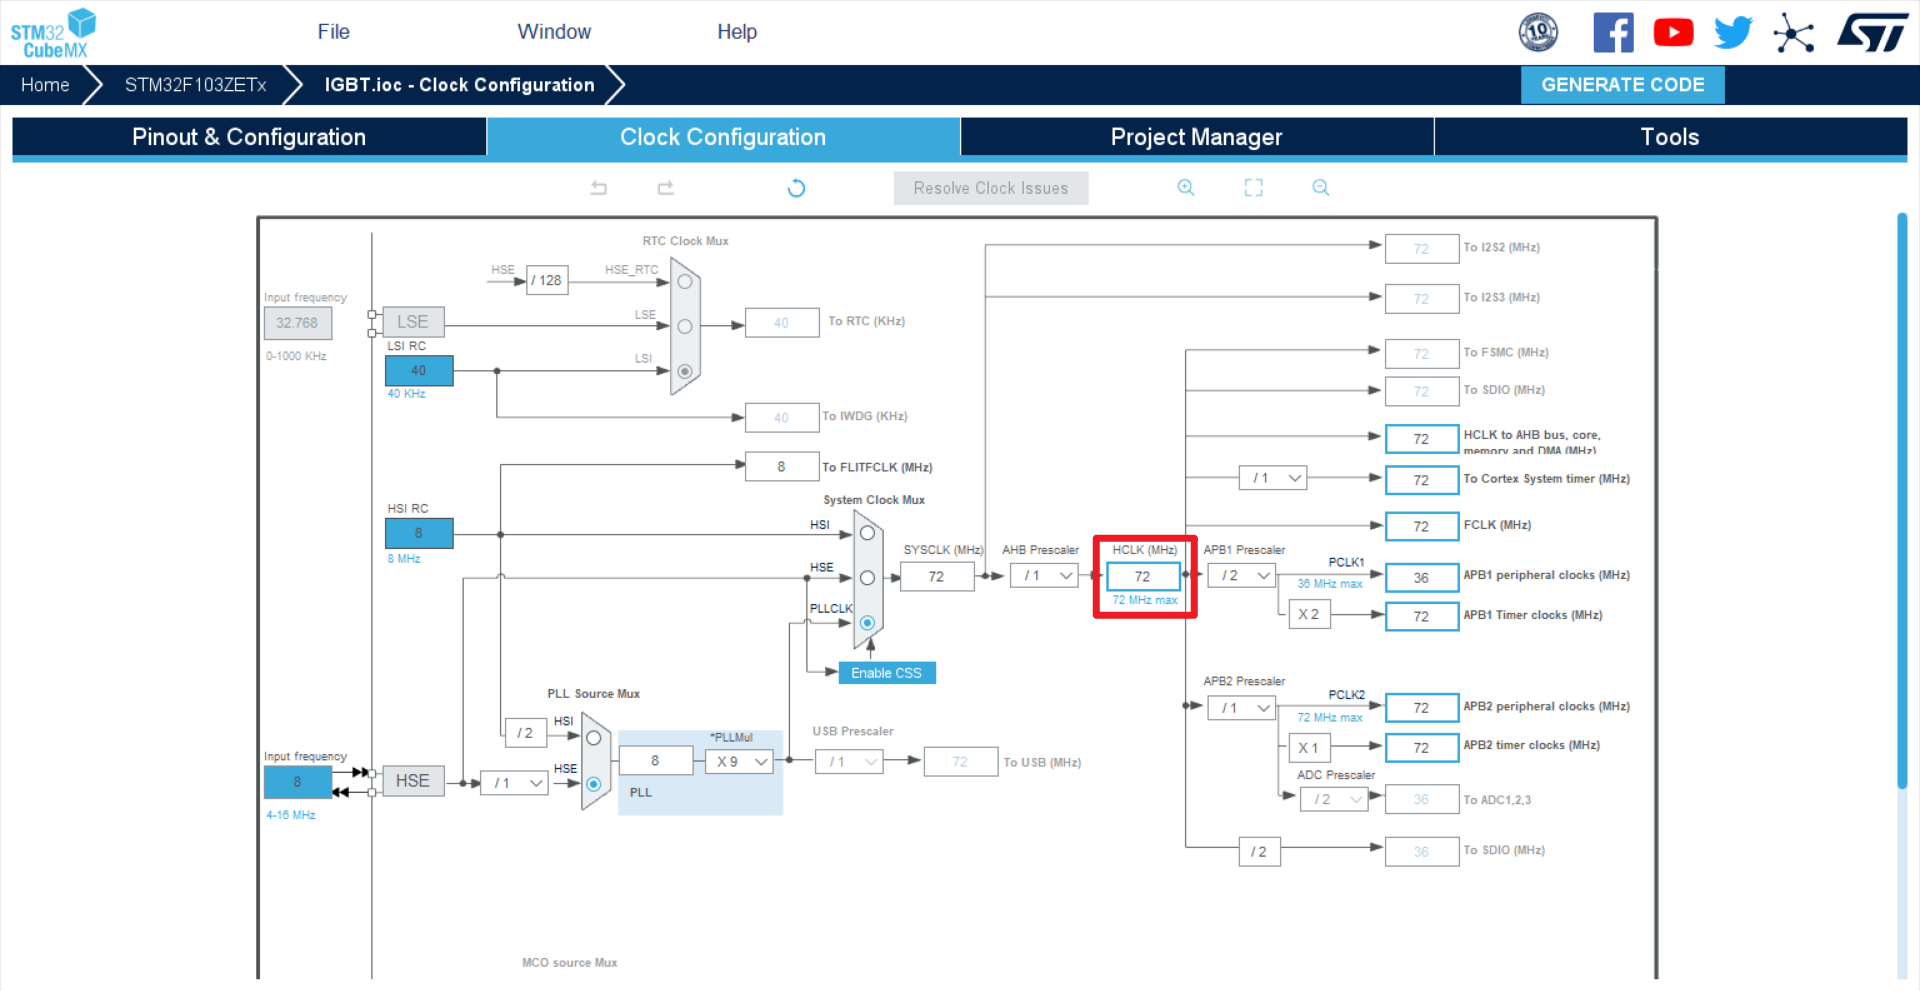 STM32
CubeMX
File
Window
Help
10
ST
Home
STM32F103ZETx
IGBT.ioc - Clock Configuration
GENERATE CODE
Pinout & Configuration
Clock Configuration
Project Manager
Tools
Resolve Clock Issues
RTC Clock Mux
HSE
/ 128
HSE_RTC
Input frequency
32.768
0-1000 KHz
LSE
LSE
40
To RTC (KHz)
LSI RC
40
40 KHz
LSI
40
To IWDG (KHz)
8
To FLITFCLK (MHz)
System Clock Mux
HSI RC
8
8 MHz
HSI
HSE
PLLCLK
SYSCLK (MHz)
72
AHB Prescaler
/ 1
HCLK (MHz)
72
72 MHz max
Enable CSS
APB1 Prescaler
/ 2
PCLK1
36 MHz max
36
APB1 peripheral clocks (MHz)
X 2
72
APB1 Timer clocks (MHz)
72
To I2S2 (MHz)
72
To I2S3 (MHz)
72
To FSMC (MHz)
72
To SDIO (MHz)
72
HCLK to AHB bus, core,
memory and DMA (MHz)
/ 1
72
To Cortex System timer (MHz)
72
FCLK (MHz)
APB2 Prescaler
/ 1
PCLK2
72 MHz max
72
APB2 peripheral clocks (MHz)
X 1
72
APB2 timer clocks (MHz)
ADC Prescaler
/ 2
36
To ADC1,2,3
/ 2
36
To SDIO (MHz)
PLL Source Mux
/ 2
HSI
Input frequency
8
4-16 MHz
HSE
/ 1
HSE
8
*PLLMul
X 9
PLL
USB Prescaler
/ 1
72
To USB (MHz)
MCO source Mux